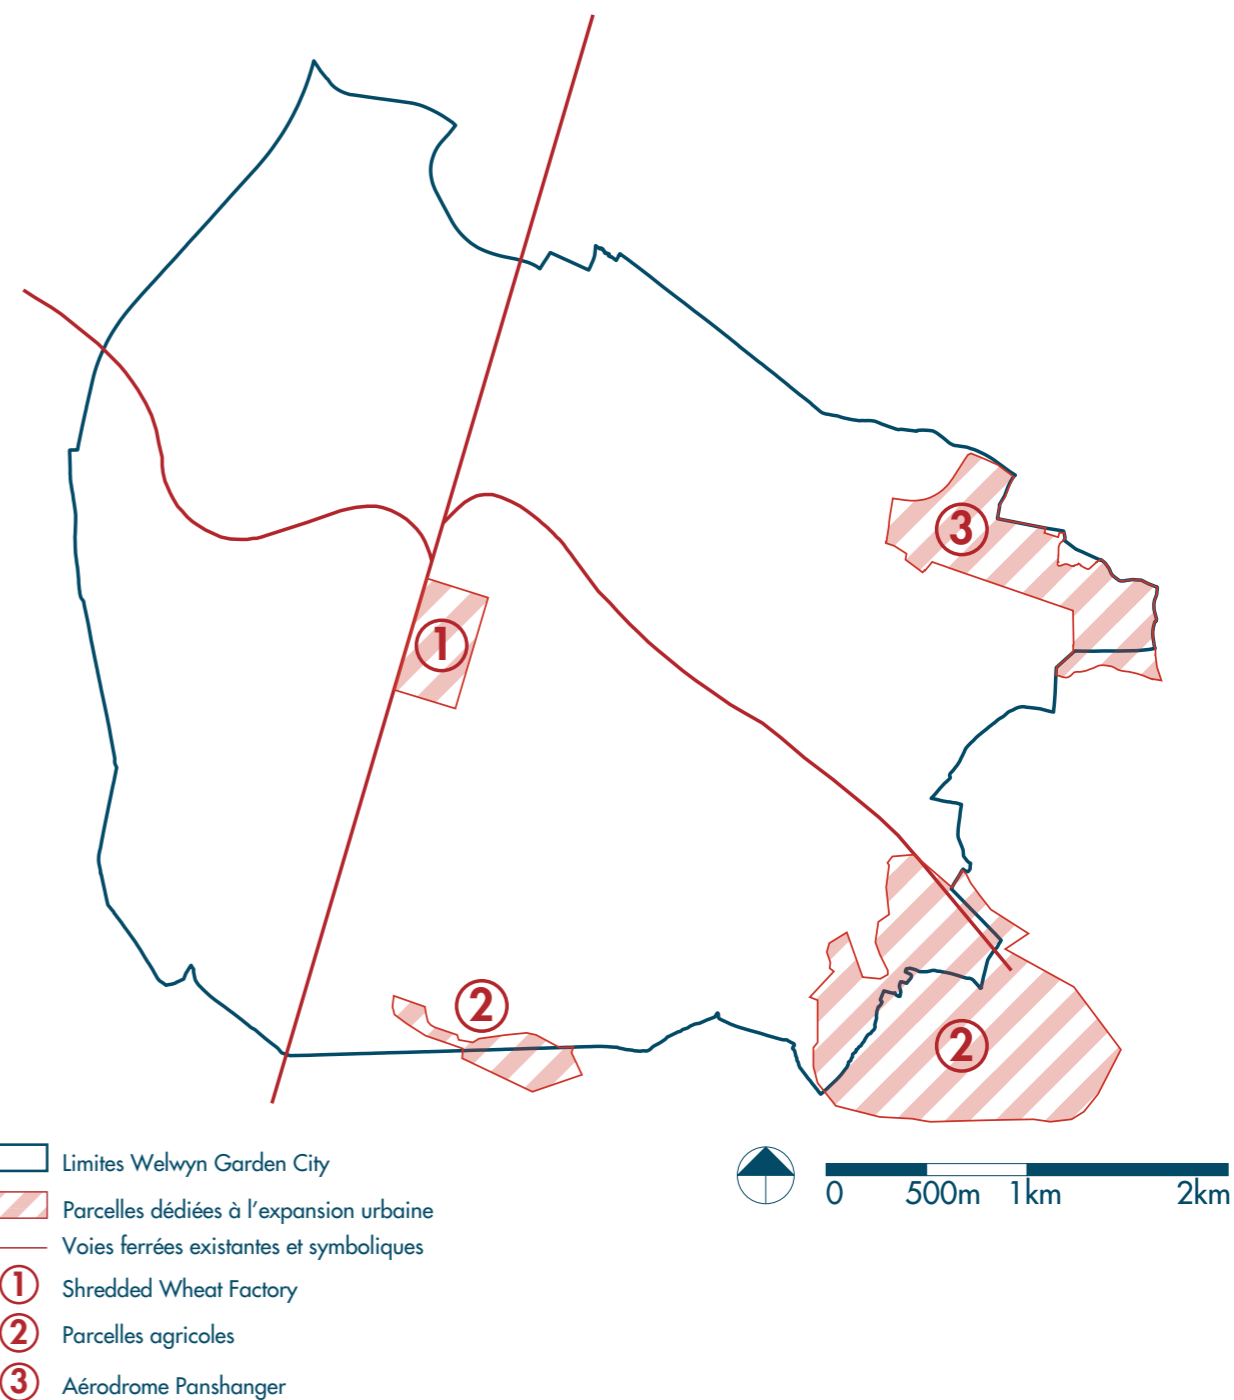 3
1
2
2
Limites Welwyn Garden City
Parcelles dédiées à l'expansion urbaine
Voies ferrées existantes et symboliques
1 Shredded Wheat Factory
2 Parcelles agricoles
3 Aérodrome Panshanger
0 500m 1km 2km